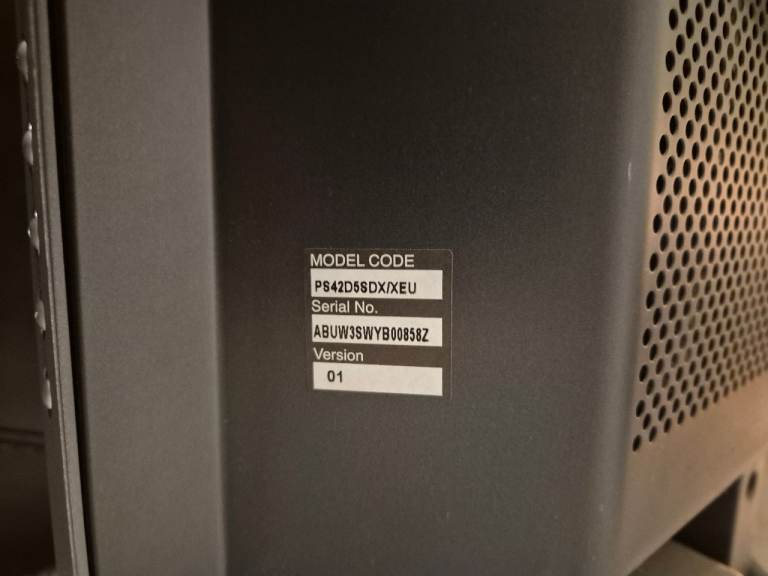 MODEL CODE
PS42D5SDX/XEU
Serial No.
ABUW3SWYB00858Z
Version
01